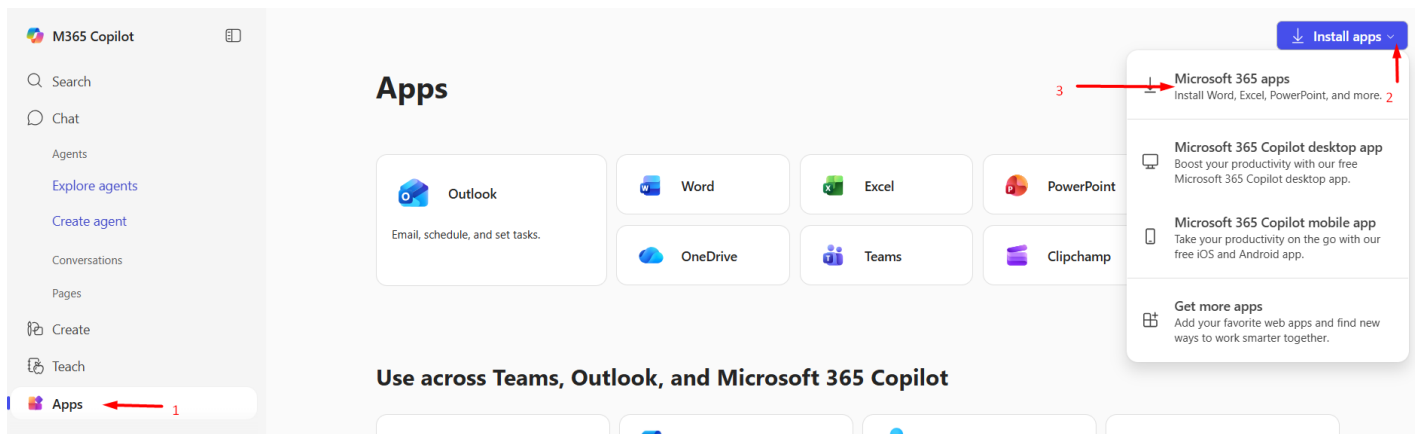 M365 Copilot
Search
Chat
Agents
Explore agents
Create agent
Conversations
Pages
Create
Teach
Apps
1
Apps
Outlook
Email, schedule, and set tasks.
Word
Excel
PowerPoint
OneDrive
Teams
Clipchamp
Use across Teams, Outlook, and Microsoft 365 Copilot
Install apps
2
3
Microsoft 365 apps
Install Word, Excel, PowerPoint, and more.
Microsoft 365 Copilot desktop app
Boost your productivity with our free
Microsoft 365 Copilot desktop app.
Microsoft 365 Copilot mobile app
Take your productivity on the go with our
free iOS and Android app.
Get more apps
Add your favorite web apps and find new
ways to work smarter together.